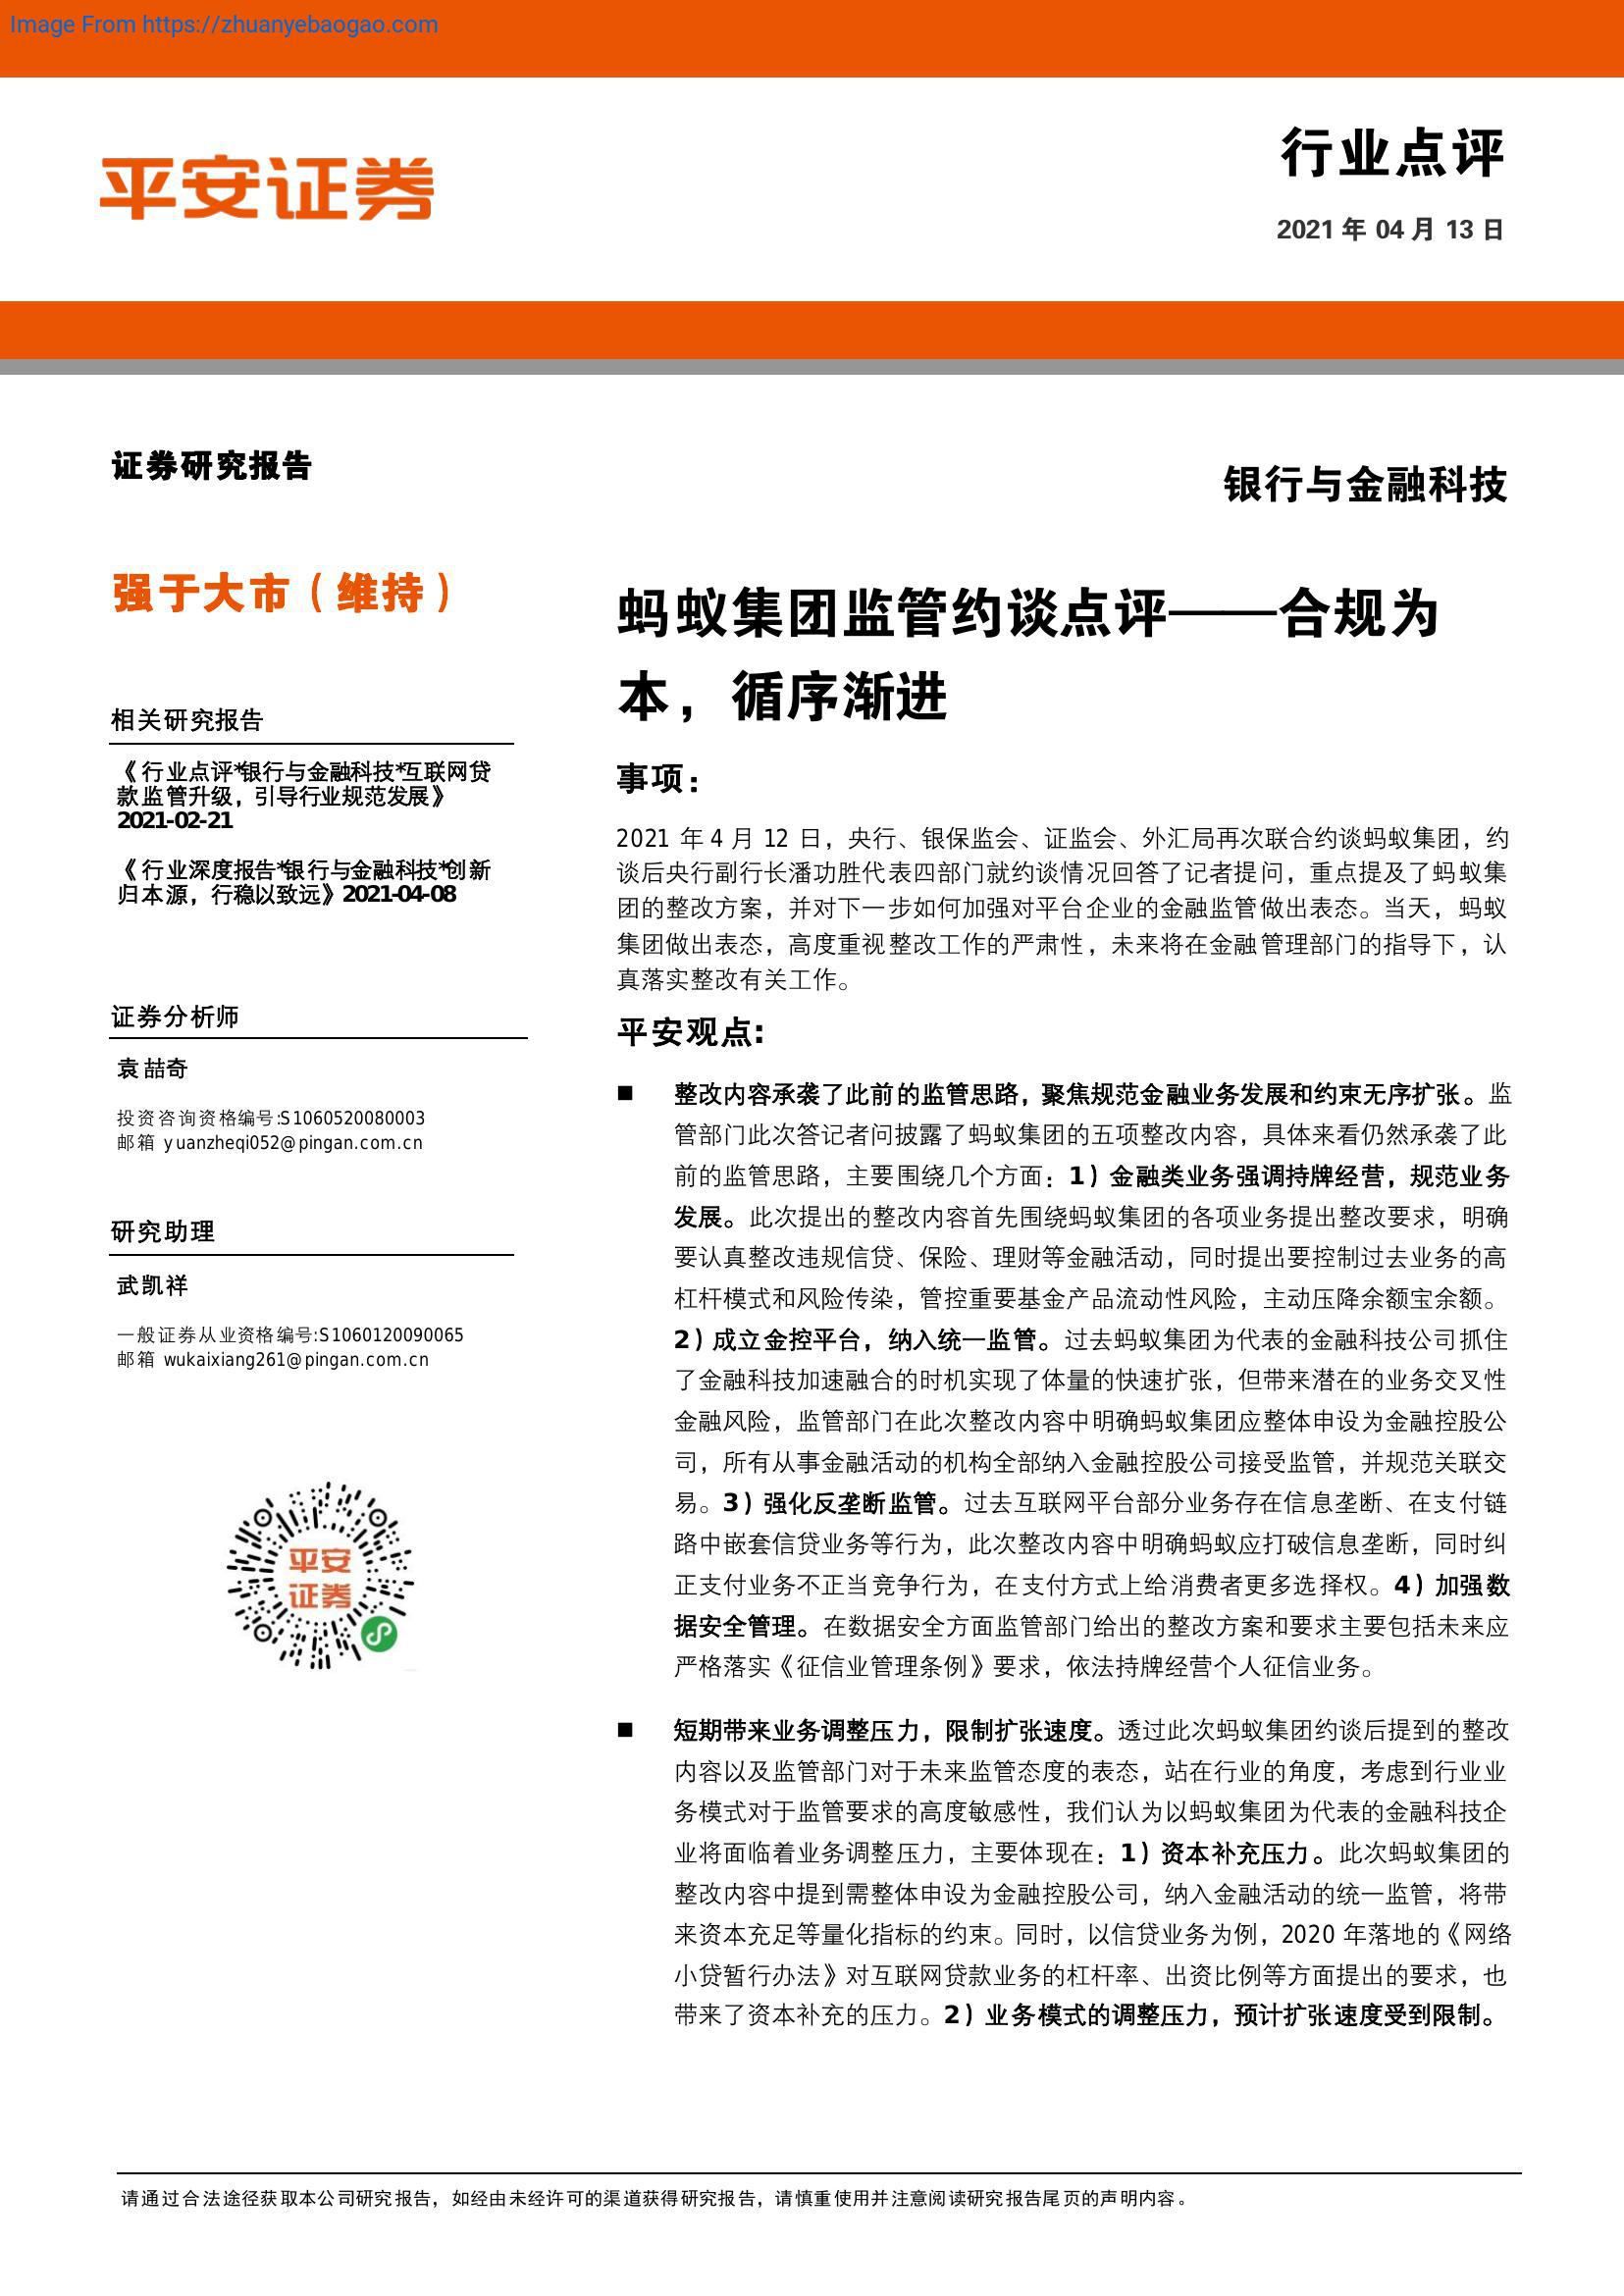 Image From https://zhuanyebaogao.com
平安证券
行业点评
2021 年 04 月 13 日
证券研究报告
银行与金融科技
强于大市（维持）
相关研究报告
《行业点评*银行与金融科技*互联网贷
款监管升级，引导行业规范发展》
2021-02-21
《行业深度报告*银行与金融科技*创新
归本源，行稳以致远》2021-04-08
证券分析师
袁喆奇
投资咨询资格编号:S1060520080003
邮箱 yuanzheqi052@pingan.com.cn
研究助理
武凯祥
一般证券从业资格编号:S1060120090065
邮箱 wukaixiang261@pingan.com.cn
平安
证券
蚂蚁集团监管约谈点评——合规为
本，循序渐进
事项：
2021 年 4 月 12 日，央行、银保监会、证监会、外汇局再次联合约谈蚂蚁集团，约
谈后央行副行长潘功胜代表四部门就约谈情况回答了记者提问，重点提及了蚂蚁集
团的整改方案，并对下一步如何加强对平台企业的金融监管做出表态。当天，蚂蚁
集团做出表态，高度重视整改工作的严肃性，未来将在金融管理部门的指导下，认
真落实整改有关工作。
平安观点:
■ 整改内容承袭了此前的监管思路，聚焦规范金融业务发展和约束无序扩张。监
管部门此次答记者问披露了蚂蚁集团的五项整改内容，具体来看仍然承袭了此
前的监管思路，主要围绕几个方面：1）金融类业务强调持牌经营，规范业务
发展。此次提出的整改内容首先围绕蚂蚁集团的各项业务提出整改要求，明确
要认真整改违规信贷、保险、理财等金融活动，同时提出要控制过去业务的高
杠杆模式和风险传染，管控重要基金产品流动性风险，主动压降余额宝余额。
2）成立金控平台，纳入统一监管。过去蚂蚁集团为代表的金融科技公司抓住
了金融科技加速融合的时机实现了体量的快速扩张，但带来潜在的业务交叉性
金融风险，监管部门在此次整改内容中明确蚂蚁集团应整体申设为金融控股公
司，所有从事金融活动的机构全部纳入金融控股公司接受监管，并规范关联交
易。3）强化反垄断监管。过去互联网平台部分业务存在信息垄断、在支付链
路中嵌套信贷业务等行为，此次整改内容中明确蚂蚁应打破信息垄断，同时纠
正支付业务不正当竞争行为，在支付方式上给消费者更多选择权。4）加强数
据安全管理。在数据安全方面监管部门给出的整改方案和要求主要包括未来应
严格落实《征信业管理条例》要求，依法持牌经营个人征信业务。
■ 短期带来业务调整压力，限制扩张速度。透过此次蚂蚁集团约谈后提到的整改
内容以及监管部门对于未来监管态度的表态，站在行业的角度，考虑到行业业
务模式对于监管要求的高度敏感性，我们认为以蚂蚁集团为代表的金融科技企
业将面临着业务调整压力，主要体现在：1）资本补充压力。此次蚂蚁集团的
整改内容中提到需整体申设为金融控股公司，纳入金融活动的统一监管，将带
来资本充足等量化指标的约束。同时，以信贷业务为例，2020 年落地的《网络
小贷暂行办法》对互联网贷款业务的杠杆率、出资比例等方面提出的要求，也
带来了资本补充的压力。2）业务模式的调整压力，预计扩张速度受到限制。
请通过合法途径获取本公司研究报告，如经由未经许可的渠道获得研究报告，请慎重使用并注意阅读研究报告尾页的声明内容。